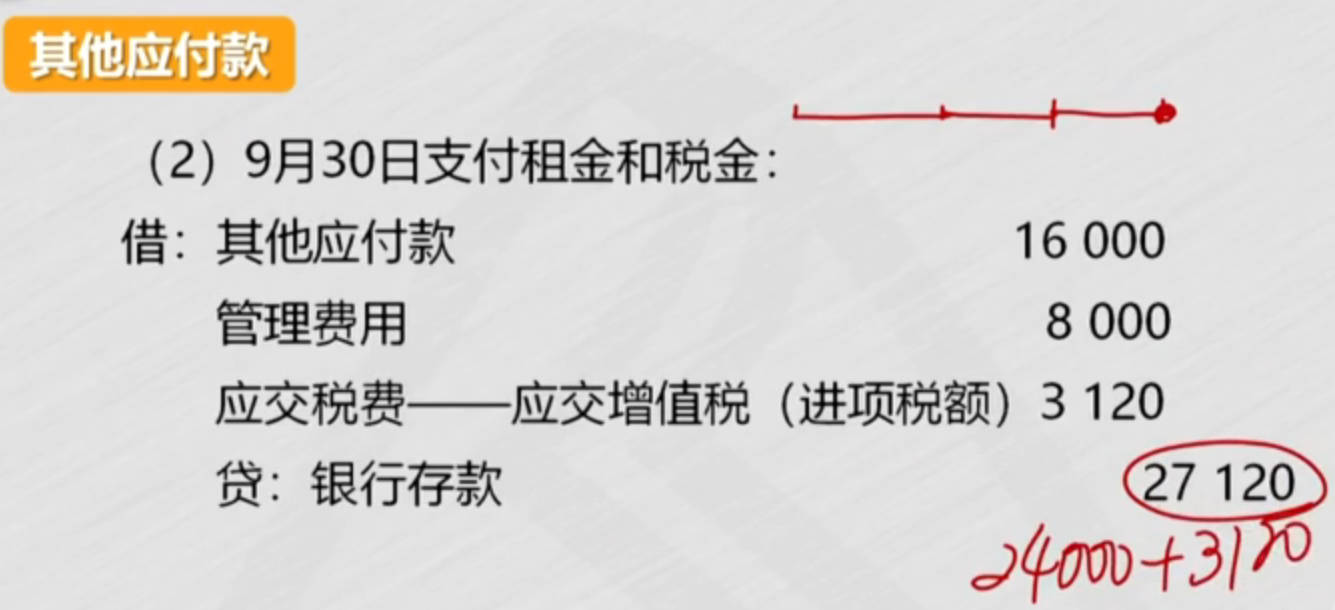 其他应付款
（2）9月30日支付租金和税金：
借：其他应付款 16 000
管理费用 8 000
应交税费——应交增值税（进项税额）3 120
贷：银行存款 27 120
24000+3120